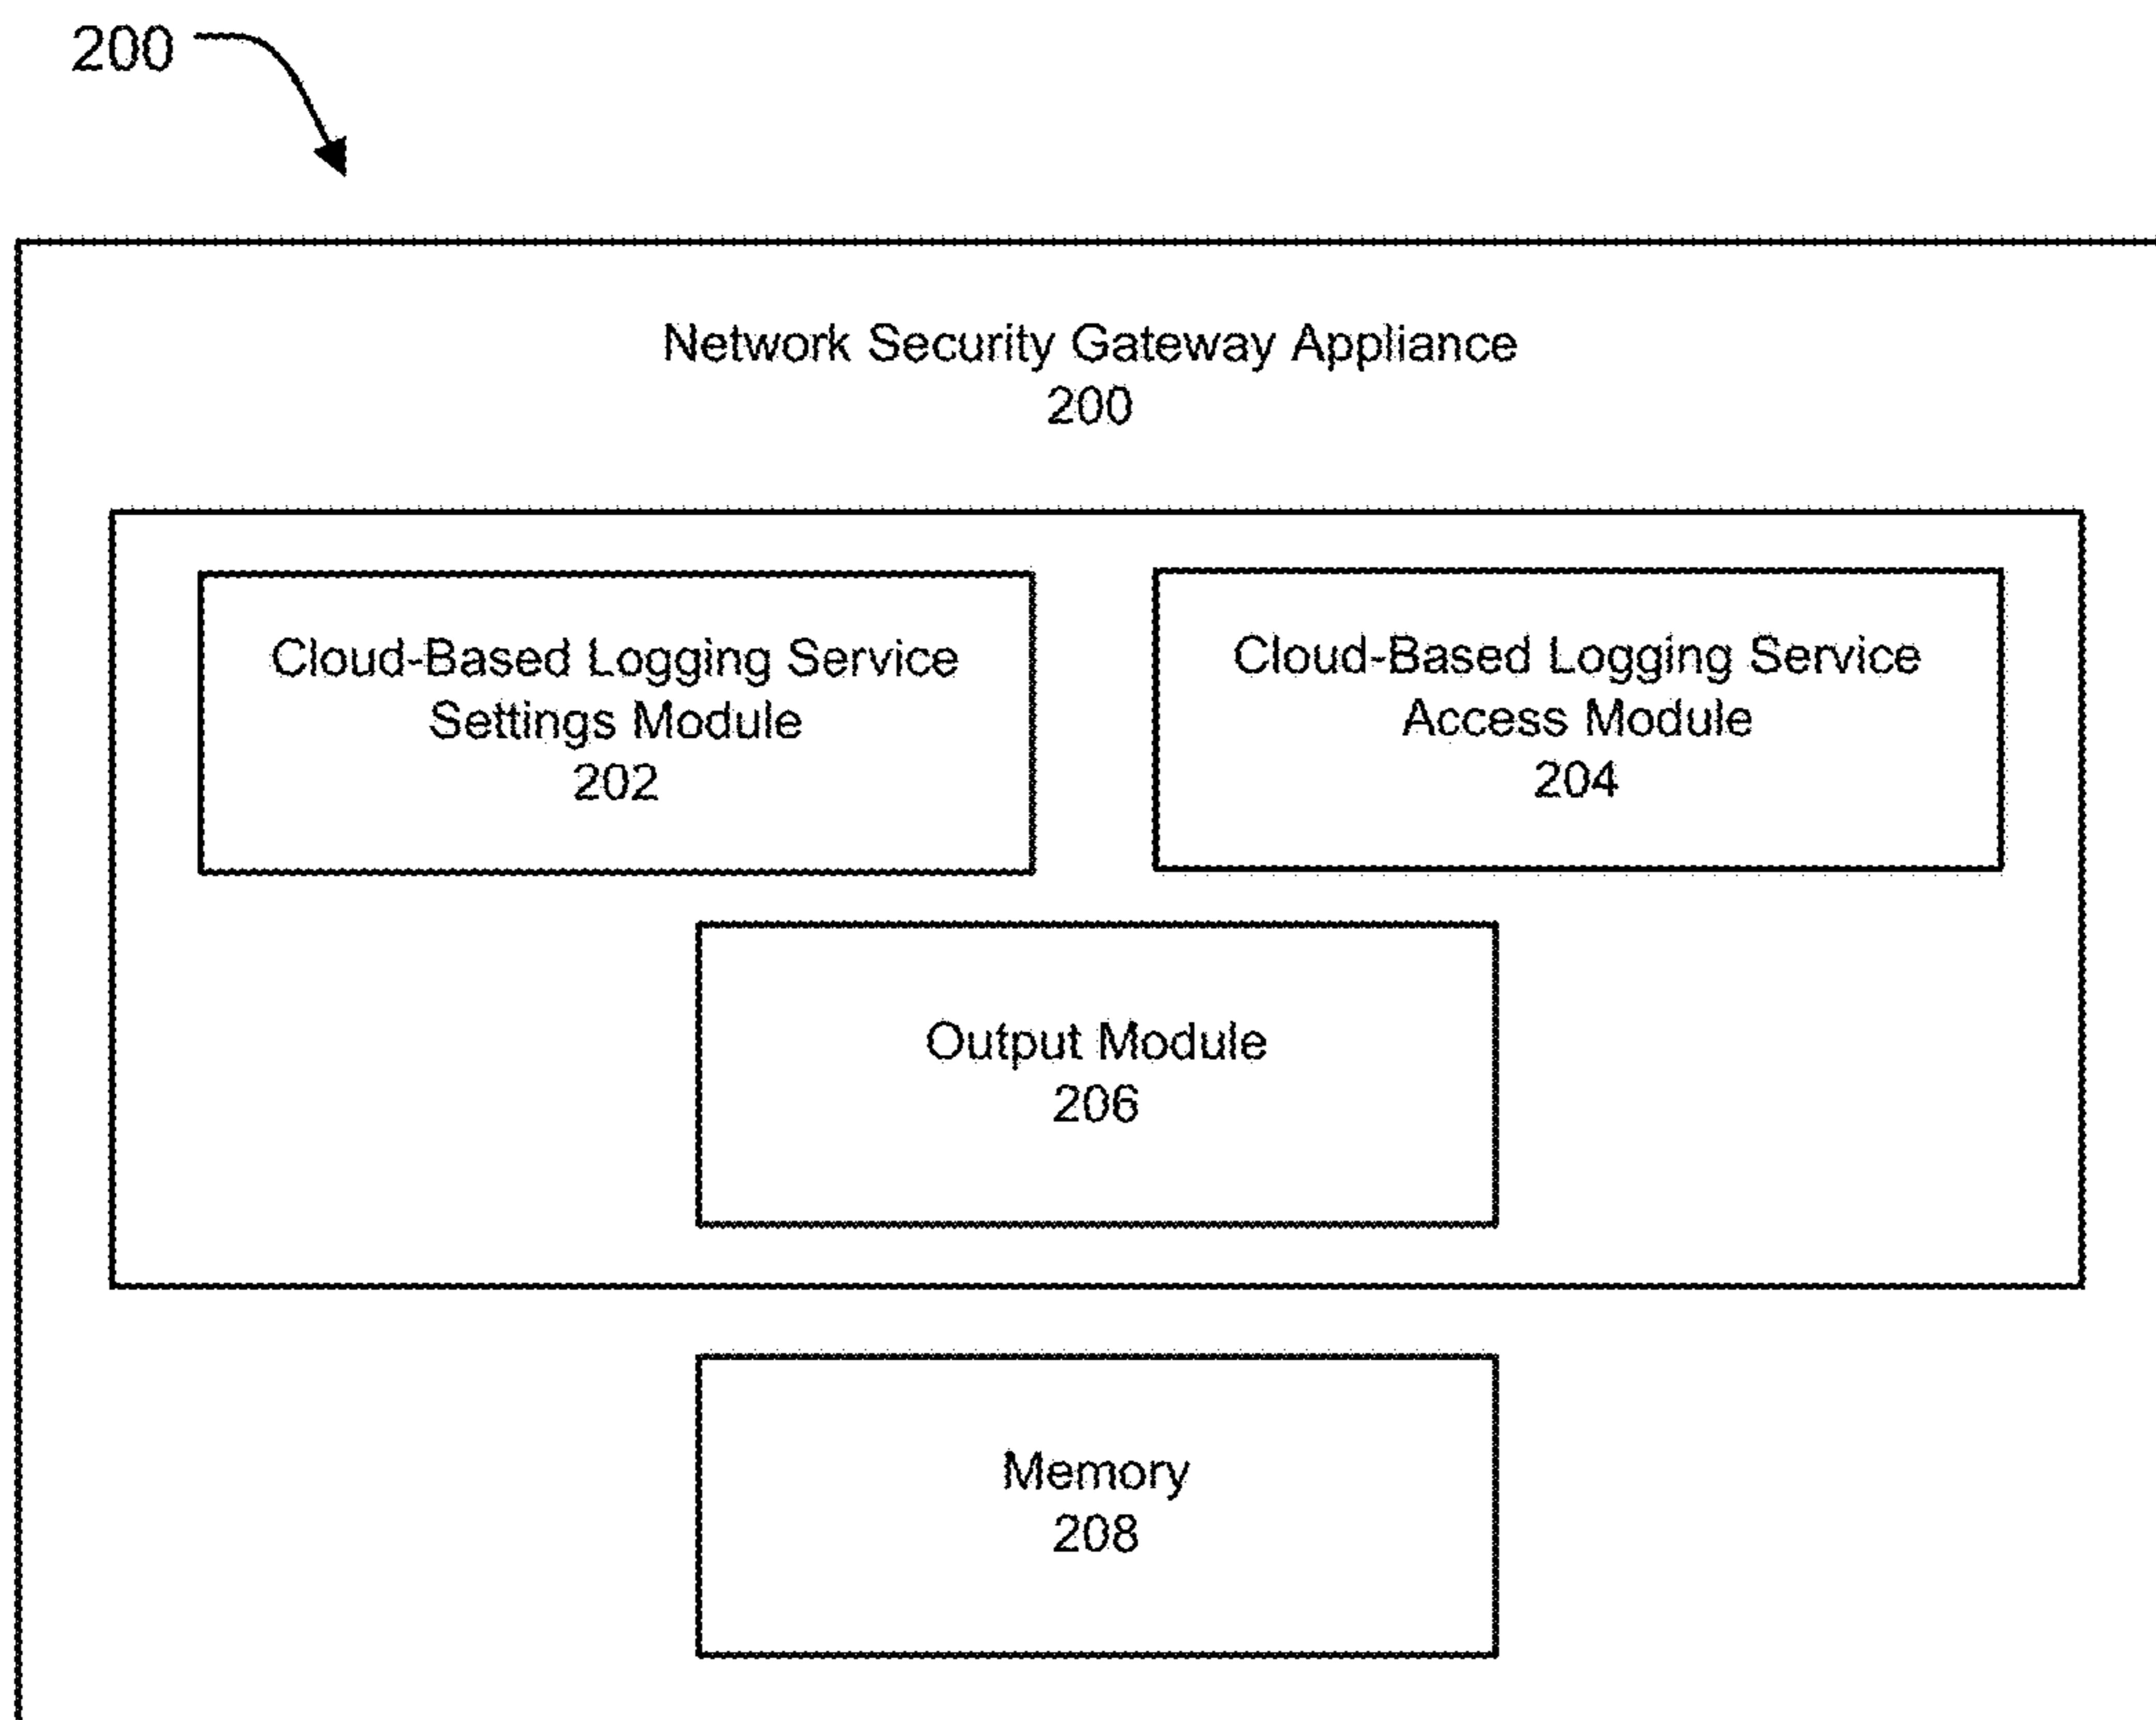 200
Network Security Gateway Appliance
200
Cloud-Based Logging Service
Settings Module
202
Cloud-Based Logging Service
Access Module
204
Output Module
206
Memory
208